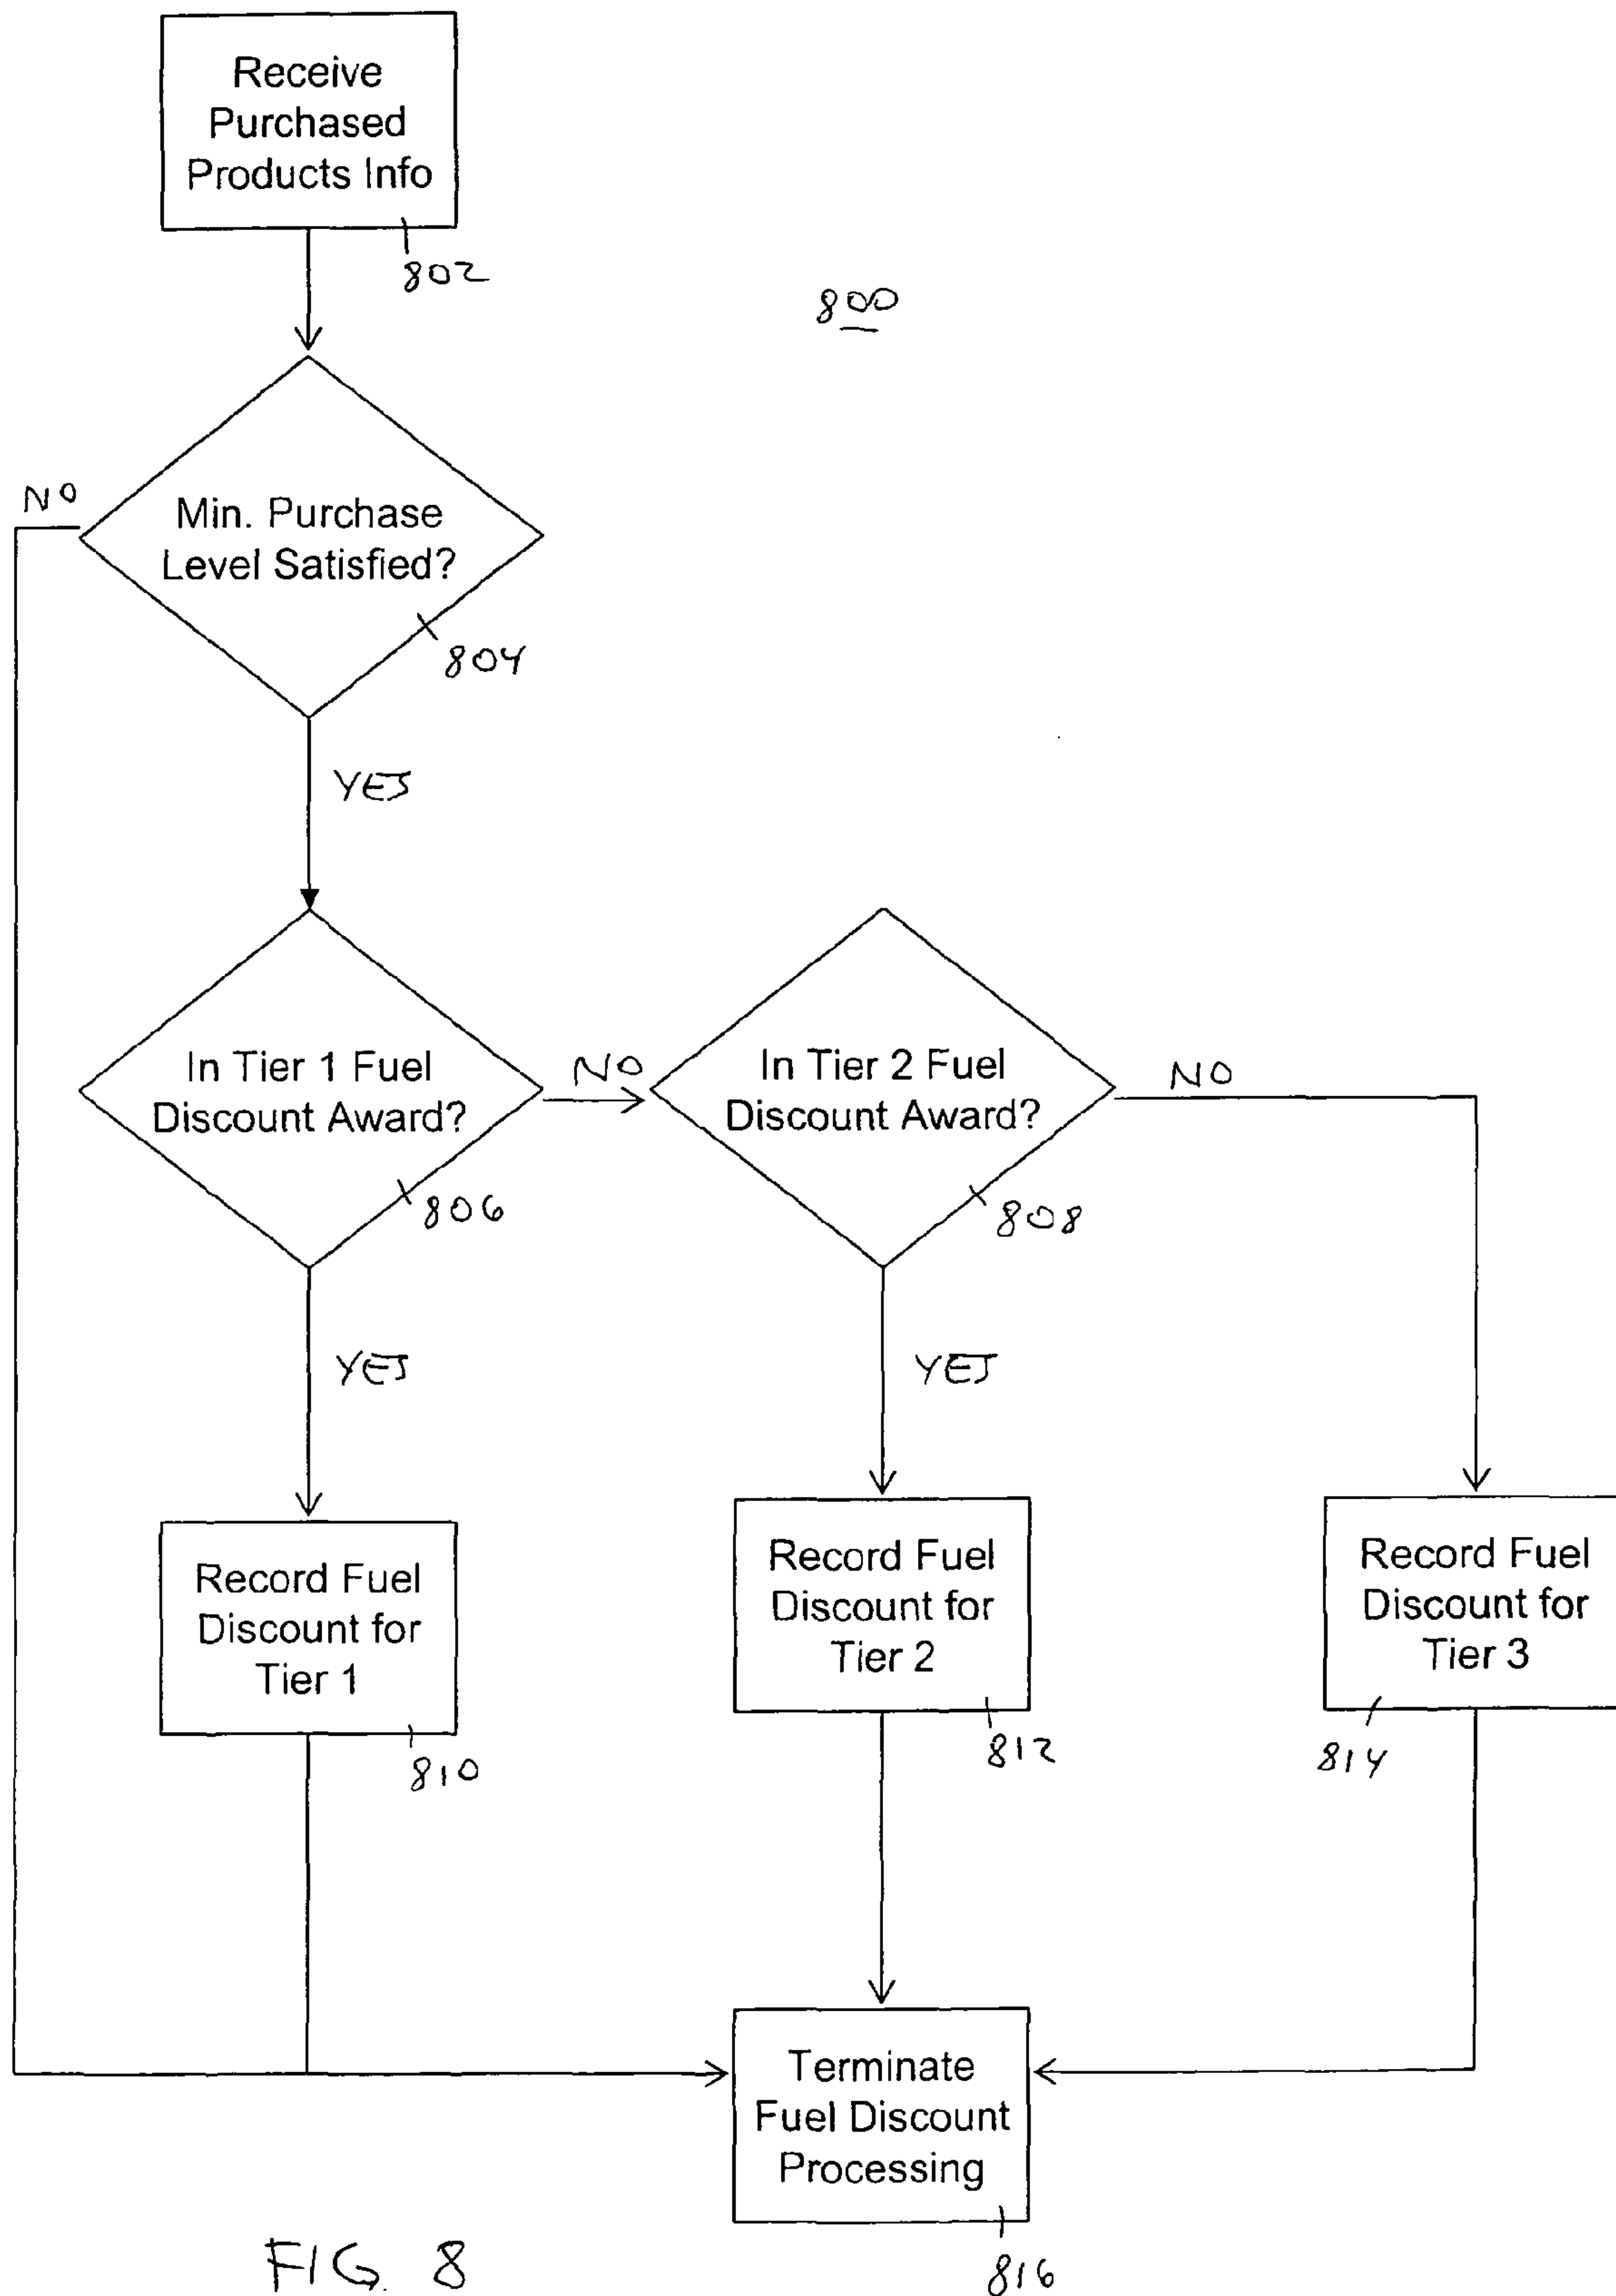 Receive
Purchased
Products Info
802
800
NO
Min. Purchase
Level Satisfied?
804
YES
In Tier 1 Fuel
Discount Award?
806
NO
In Tier 2 Fuel
Discount Award?
808
NO
YES
YES
Record Fuel
Discount for
Tier 1
810
Record Fuel
Discount for
Tier 2
812
Record Fuel
Discount for
Tier 3
814
Terminate
Fuel Discount
Processing
816
FIG. 8